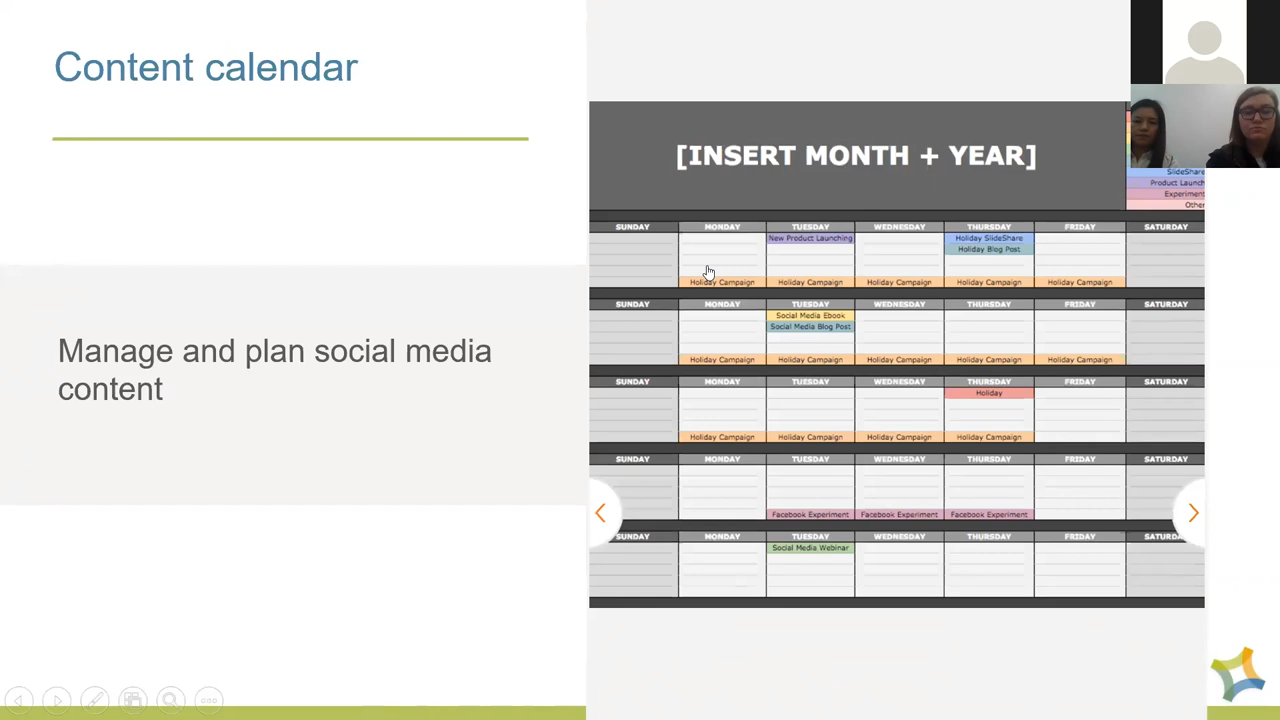 Content calendar
Manage and plan social media
content
[INSERT MONTH + YEAR]
SlideShare
Product Launch
Experiment
Other
SUNDAY MONDAY TUESDAY WEDNESDAY THURSDAY FRIDAY SATURDAY
New Product Launching Holiday SlideShare
Holiday Blog Post
Holiday Campaign Holiday Campaign Holiday Campaign Holiday Campaign Holiday Campaign
SUNDAY MONDAY TUESDAY WEDNESDAY THURSDAY FRIDAY SATURDAY
Social Media Ebook
Social Media Blog Post
Holiday Campaign Holiday Campaign Holiday Campaign Holiday Campaign Holiday Campaign
SUNDAY MONDAY TUESDAY WEDNESDAY THURSDAY FRIDAY SATURDAY
Holiday
Holiday Campaign Holiday Campaign Holiday Campaign Holiday Campaign
SUNDAY MONDAY TUESDAY WEDNESDAY THURSDAY FRIDAY SATURDAY
Facebook Experiment Facebook Experiment Facebook Experiment
SUNDAY MONDAY TUESDAY WEDNESDAY THURSDAY FRIDAY SATURDA
Social Media Webinar